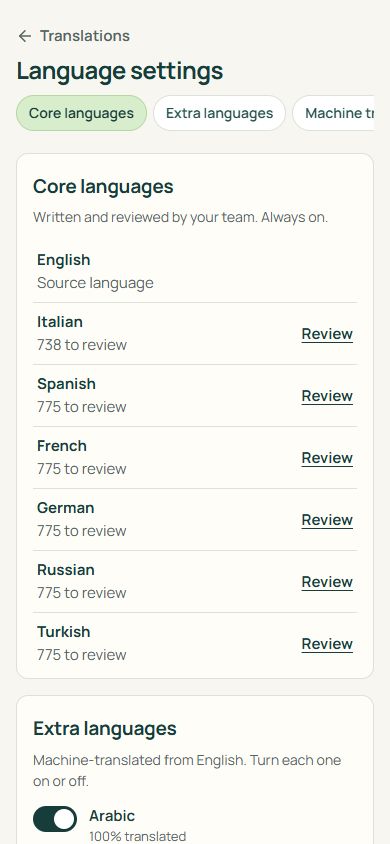 Translations
Language settings
Core languages
Extra languages
Machine
Core languages
Written and reviewed by your team. Always on.
English
Source language
Italian
738 to review
Review
Spanish
775 to review
Review
French
775 to review
Review
German
775 to review
Review
Russian
775 to review
Review
Turkish
775 to review
Review
Extra languages
Machine-translated from English. Turn each one
on or off.
Arabic
100% translated